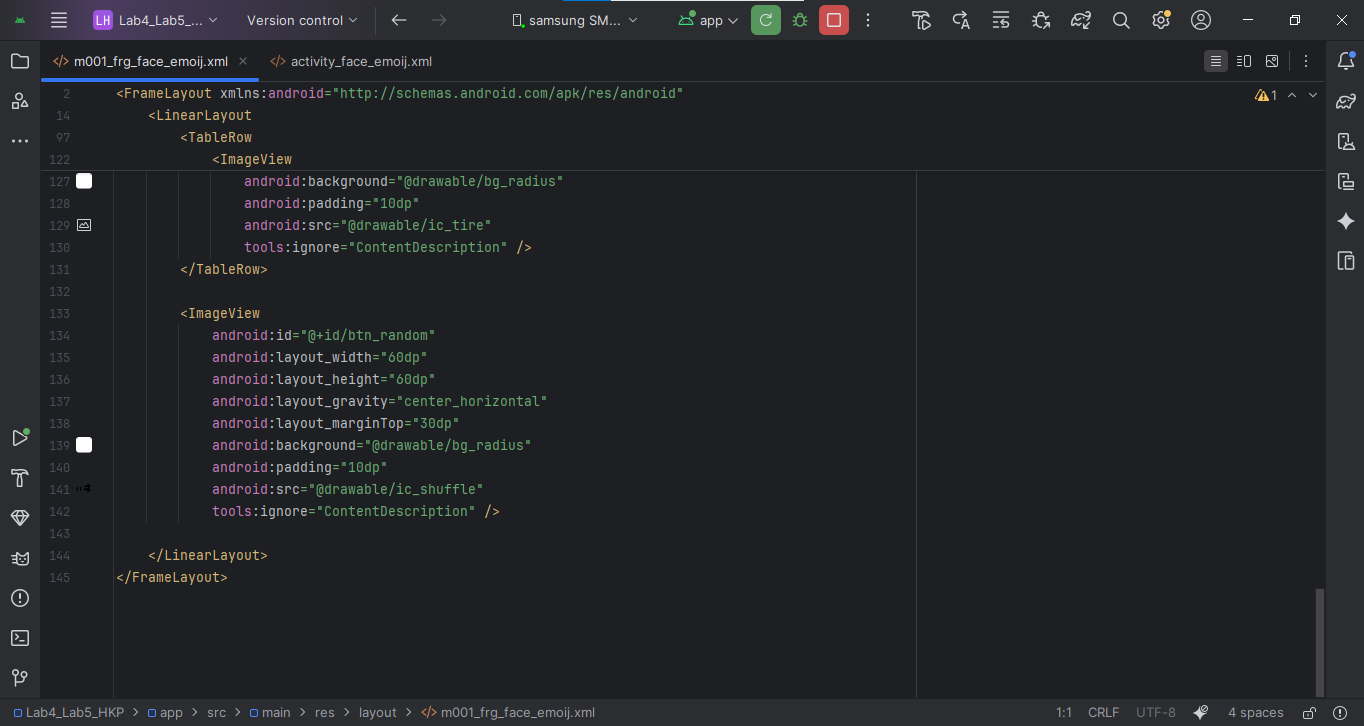 LH Lab4_Lab5_... Version control samsung SM... app
m001_frg_face_emoij.xml activity_face_emoij.xml
2 <FrameLayout xmlns:android="http://schemas.android.com/apk/res/android" 1
14 <LinearLayout
97 <TableRow
122 <ImageView
127 android:background="@drawable/bg_radius"
128 android:padding="10dp"
129 android:src="@drawable/ic_tire"
130 tools:ignore="ContentDescription" />
131 </TableRow>
132
133 <ImageView
134 android:id="@+id/btn_random"
135 android:layout_width="60dp"
136 android:layout_height="60dp"
137 android:layout_gravity="center_horizontal"
138 android:layout_marginTop="30dp"
139 android:background="@drawable/bg_radius"
140 android:padding="10dp"
141 android:src="@drawable/ic_shuffle"
142 tools:ignore="ContentDescription" />
143
144 </LinearLayout>
145 </FrameLayout>
Lab4_Lab5_HKP > app > src > main > res > layout > m001_frg_face_emoij.xml 1:1 CRLF UTF-8 4 spaces